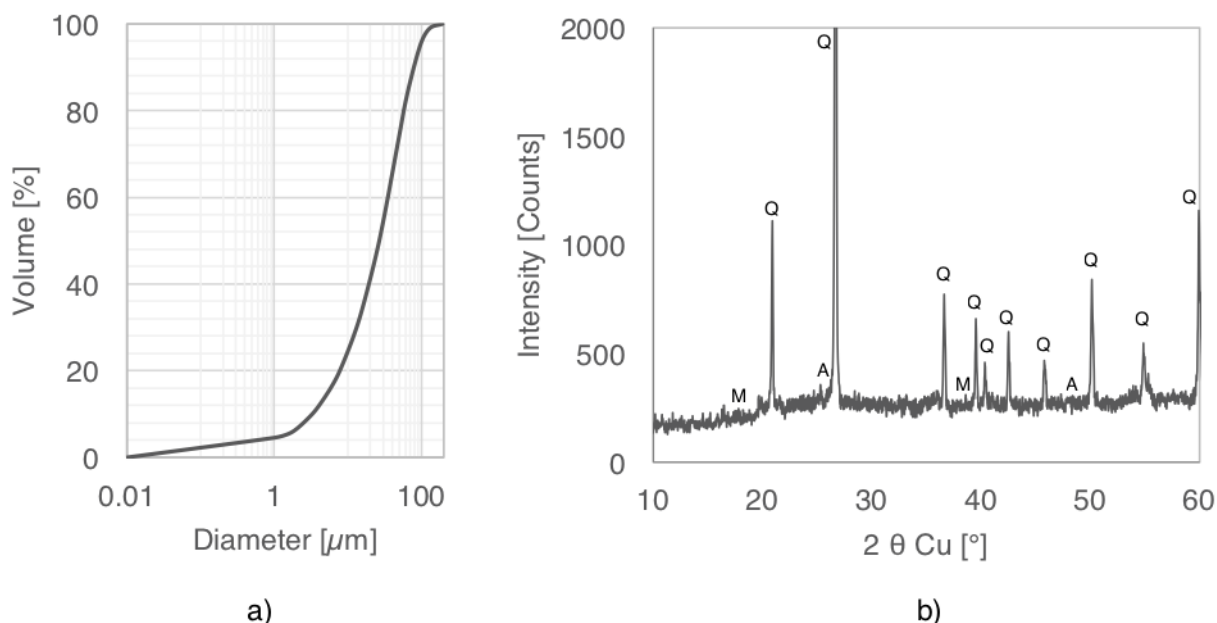 100
80
60
40
20
0
Volume [%]
0.01 1 100
Diameter [µm]
a)
2000
1500
1000
500
0
Intensity [Counts]
Q
Q
Q
Q
Q
Q
Q
Q
Q
Q
M
A
M
A
10 20 30 40 50 60
2 θ Cu [°]
b)